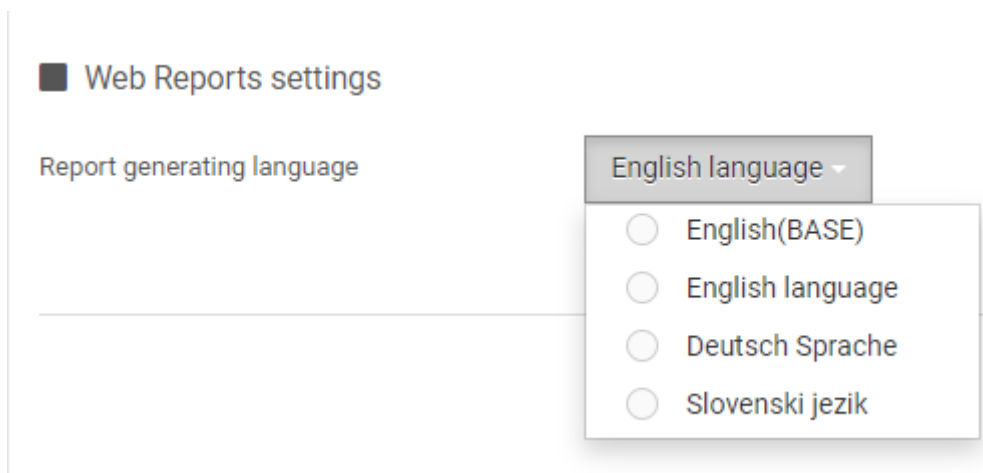 Web Reports settings
Report generating language
English language
English(BASE)
English language
Deutsch Sprache
Slovenski jezik